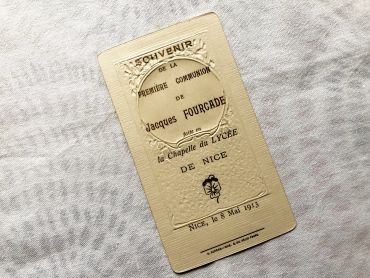 SOUVENIR
DE LA
PREMIÈRE COMMUNION
DE
Jacques FOURCADE
faite en
la Chapelle du LYCÉE
DE NICE
NICE, le 8 Mai 1913